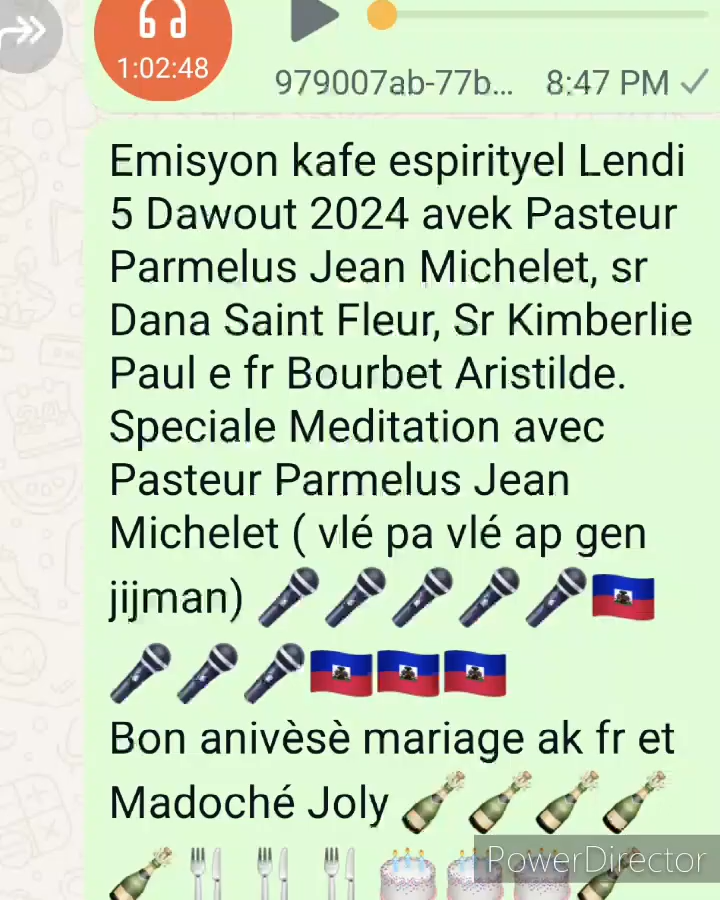 1:02:48
979007ab-77b... 8:47 PM
Emisyon kafe espirityel Lendi
5 Dawout 2024 avek Pasteur
Parmelus Jean Michelet, sr
Dana Saint Fleur, Sr Kimberlie
Paul e fr Bourbet Aristilde.
Speciale Meditation avec
Pasteur Parmelus Jean
Michelet ( vlé pa vlé ap gen
jijman) 🎤🎤🎤🎤🎤🇭🇹
🎤🎤🎤🇭🇹🇭🇹🇭🇹
Bon anivèsè mariage ak fr et
Madoché Joly 🍾🍾🍾🍾
🍾🍴🍴🍴🎂🎂🎂🍾
PowerDirector